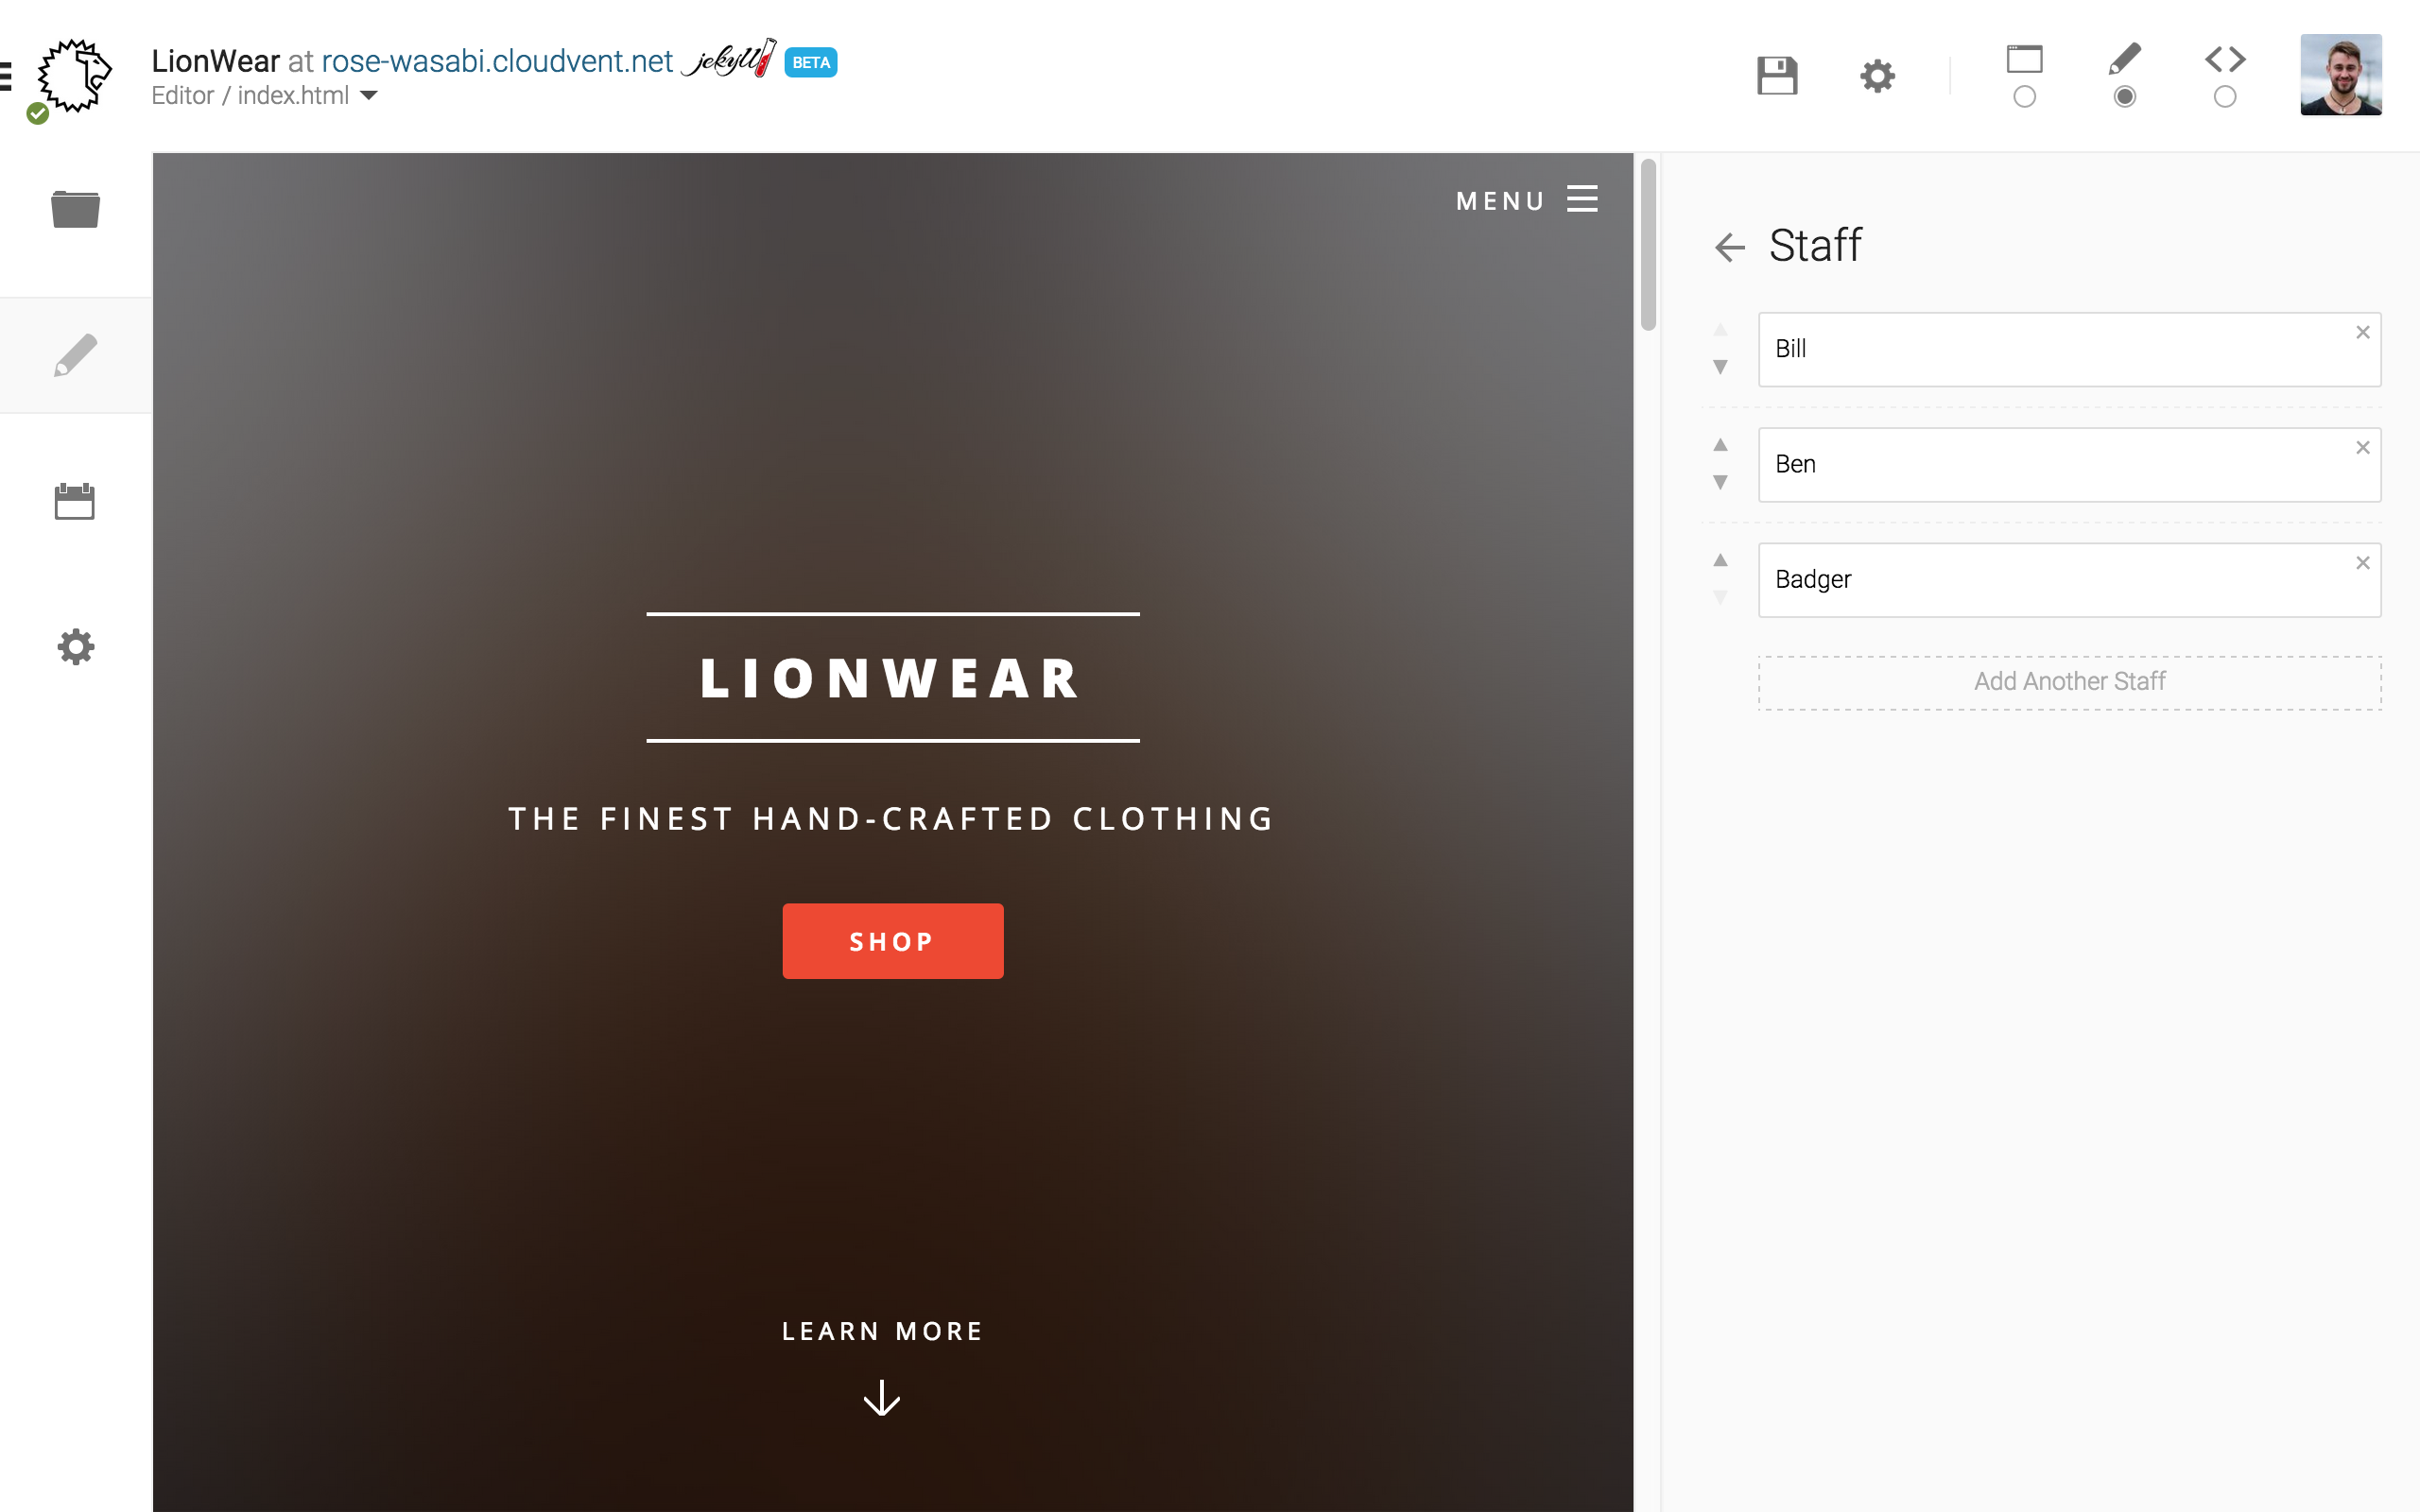 LionWear at rose-wasabi.cloudvent.net jekyll BETA
Editor / index.html
MENU
LIONWEAR
THE FINEST HAND-CRAFTED CLOTHING
SHOP
LEARN MORE
Staff
Bill
Ben
Badger
Add Another Staff